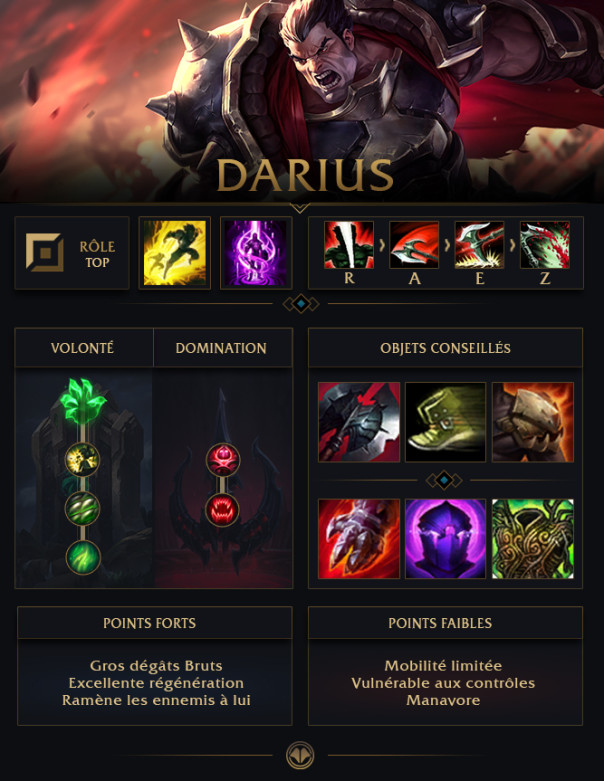 DARIUS
RÔLE
TOP
R A E Z
VOLONTÉ
DOMINATION
OBJETS CONSEILLÉS
POINTS FORTS
Gros dégâts Bruts
Excellente régénération
Ramène les ennemis à lui
POINTS FAIBLES
Mobilité limitée
Vulnérable aux contrôles
Manavore